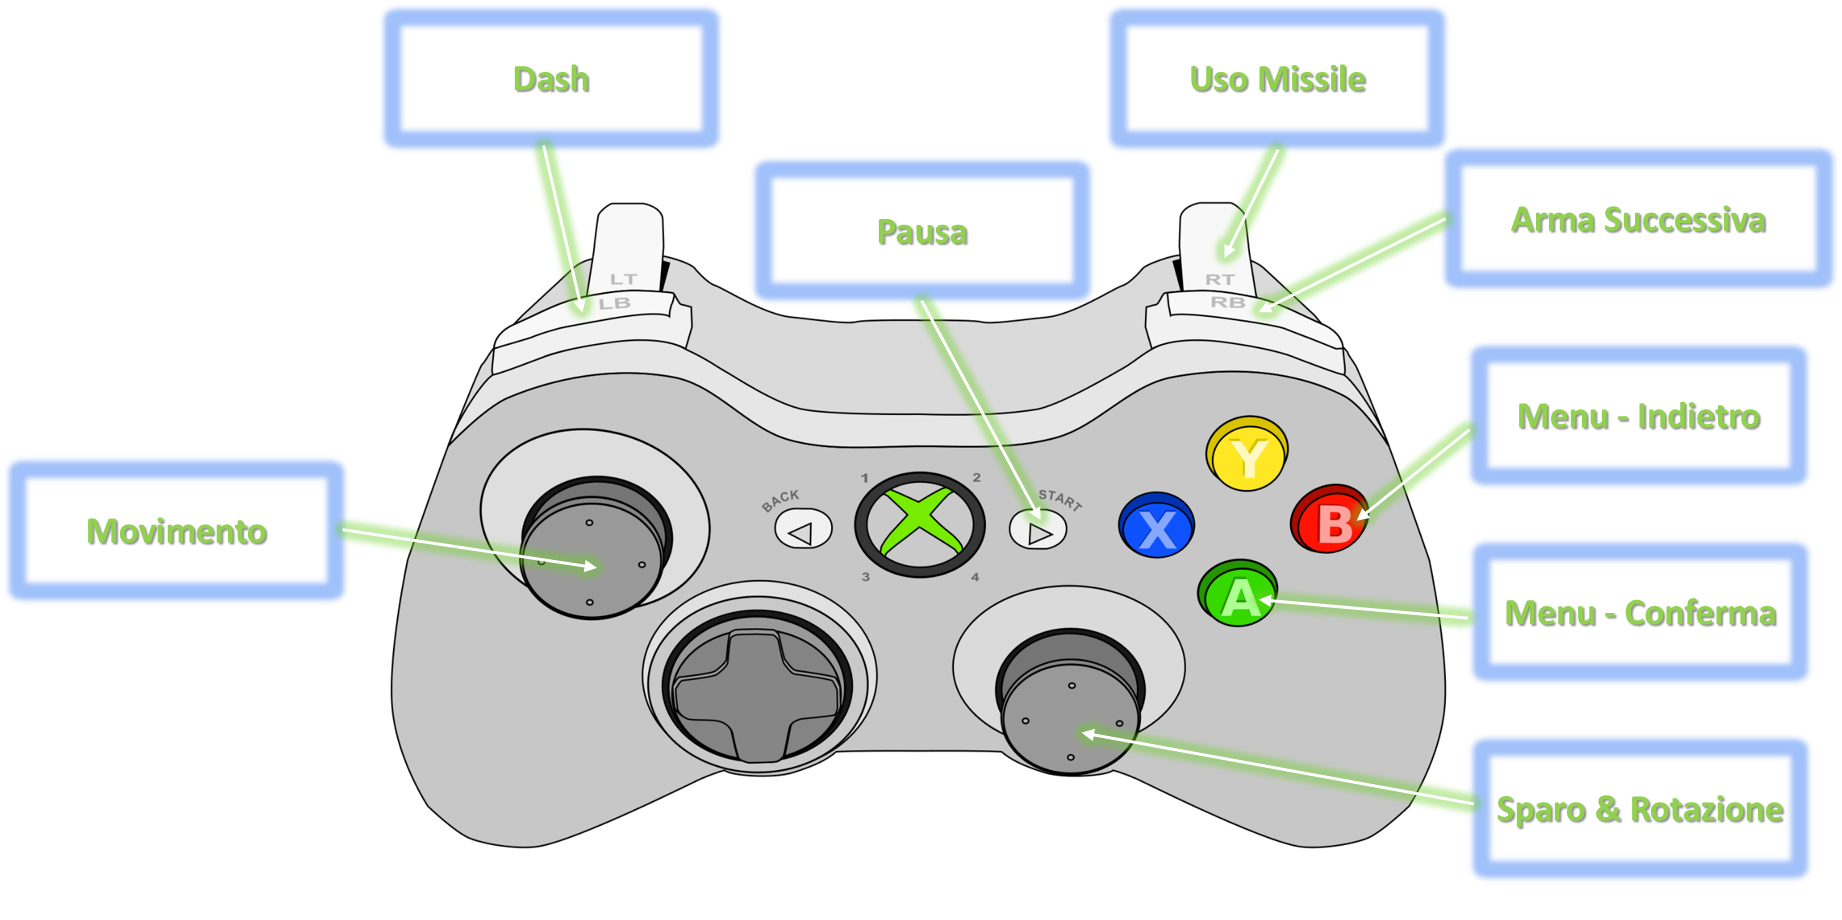 Dash
Uso Missile
Pausa
Arma Successiva
LT
RT
LB
RB
Menu - Indietro
Y
1
2
BACK
START
X
B
Movimento
3
4
A
Menu - Conferma
Sparo & Rotazione